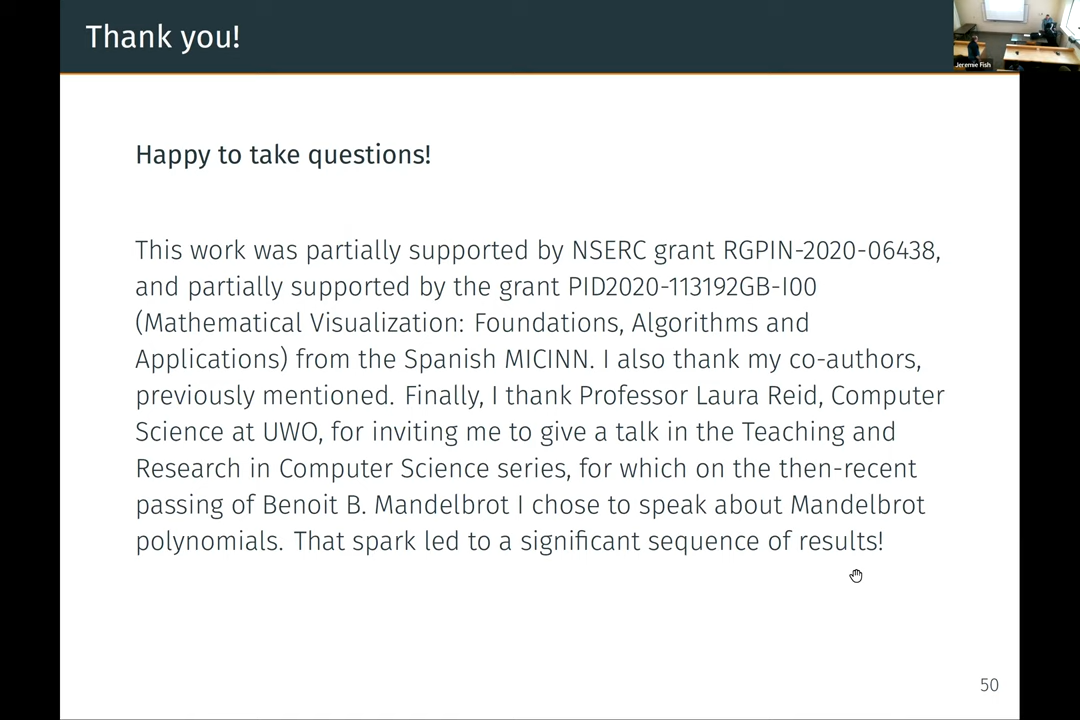 Thank you!
Jeremie Fish
Happy to take questions!
This work was partially supported by NSERC grant RGPIN-2020-06438,
and partially supported by the grant PID2020-113192GB-I00
(Mathematical Visualization: Foundations, Algorithms and
Applications) from the Spanish MICINN. I also thank my co-authors,
previously mentioned. Finally, I thank Professor Laura Reid, Computer
Science at UWO, for inviting me to give a talk in the Teaching and
Research in Computer Science series, for which on the then-recent
passing of Benoit B. Mandelbrot I chose to speak about Mandelbrot
polynomials. That spark led to a significant sequence of results!
50